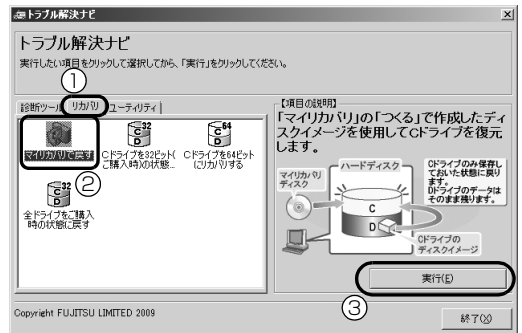 トラブル解決ナビ
トラブル解決ナビ
実行したい項目をクリックして選択してから、「実行」をクリックしてください。
①
診断ツール リカバリ ユーティリティ
マイリカバリで戻す
②
Cドライブを32ビット(
ご購入時)の状態...
32
C
D
Cドライブを64ビット
にリカバリする
64
C
D
全ドライブをご購入
時の状態に戻す
32
C
D
【項目の説明】
「マイリカバリ」の「つくる」で作成したディ
スクイメージを使用してCドライブを復元
します。
マイリカバリ
ディスク
ハードディスク
C
D
Cドライブのみ保存し
ておいた状態に戻り
ます。
Dドライブのデータは
そのまま残ります。
Cドライブの
ディスクイメージ
実行(E)
③
Copyright FUJITSU LIMITED 2009
終了(X)